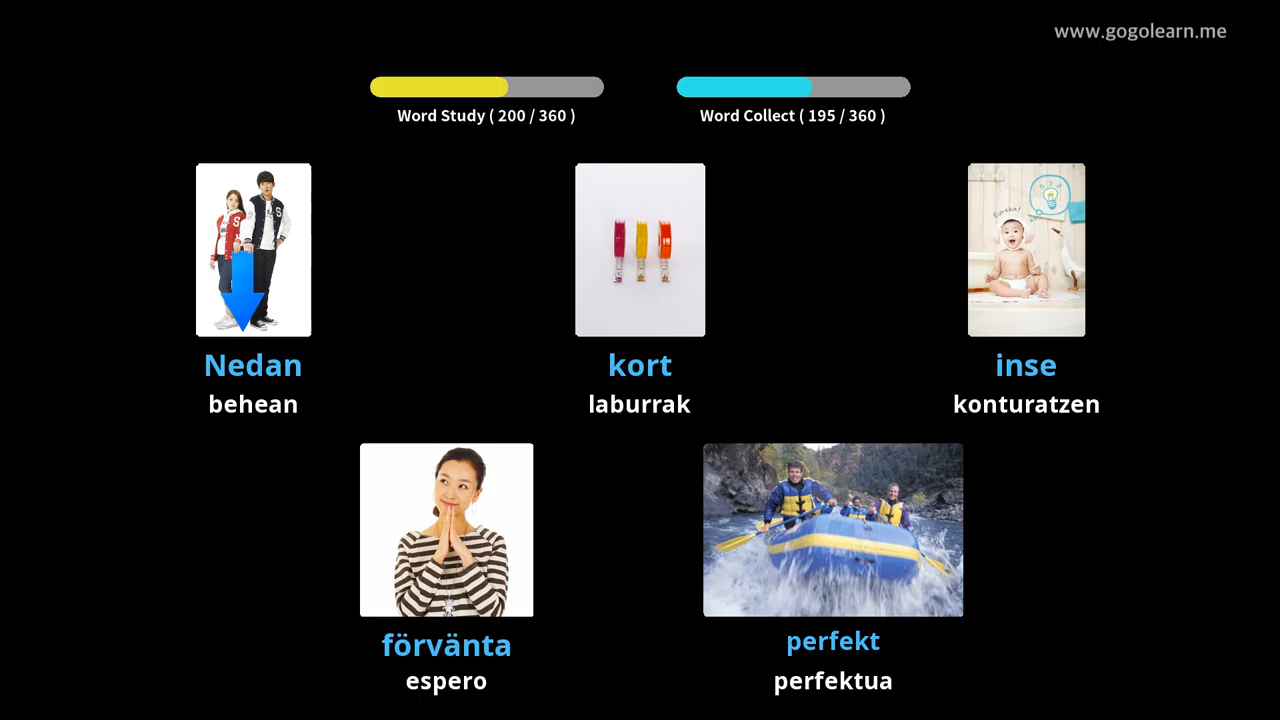 www.gogolearn.me
Word Study ( 200 / 360 )
Word Collect ( 195 / 360 )
S
S
Eureka!
Nedan
kort
inse
behean
laburrak
konturatzen
förvänta
perfekt
espero
perfektua